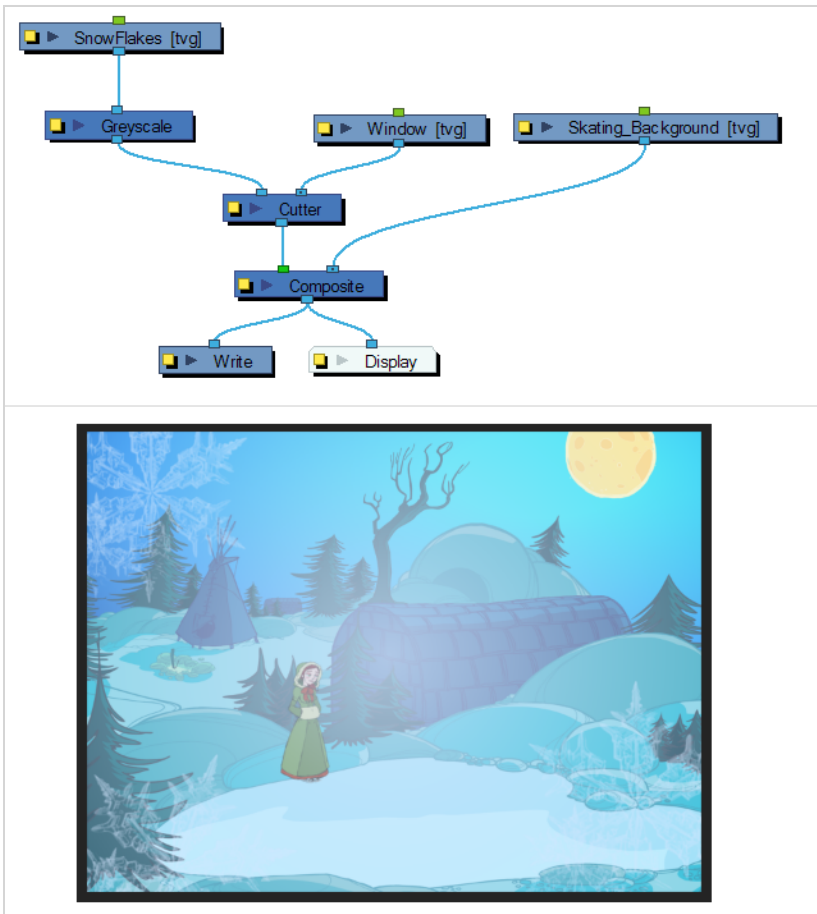 SnowFlakes [tvg]
Greyscale
Window [tvg]
Skating_Background [tvg]
Cutter
Composite
Write
Display